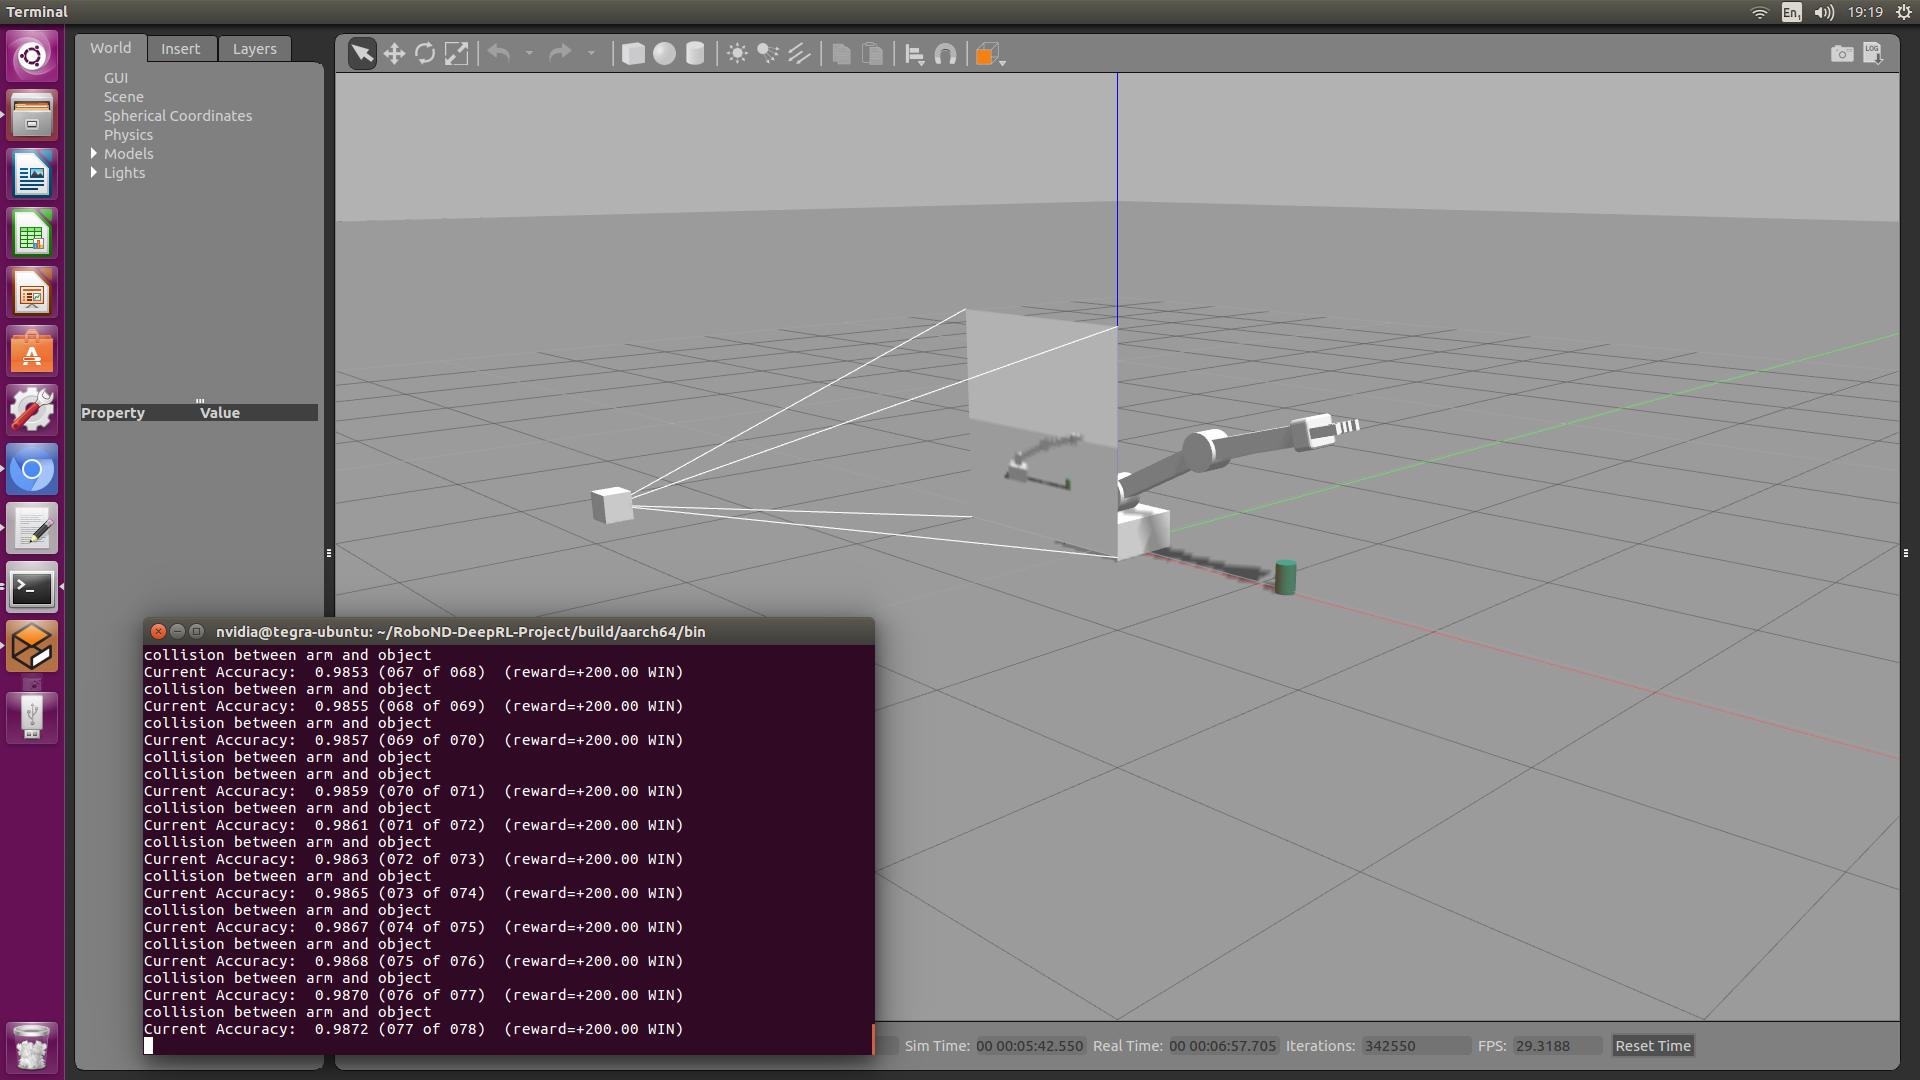 Terminal
En1
19:19
World
Insert
Layers
LOG
GUI
Scene
Spherical Coordinates
Physics
Models
Lights
Property Value
nvidia@tegra-ubuntu: ~/RoboND-DeepRL-Project/build/aarch64/bin
collision between arm and object
Current Accuracy:  0.9853 (067 of 068)  (reward=+200.00 WIN)
collision between arm and object
Current Accuracy:  0.9855 (068 of 069)  (reward=+200.00 WIN)
collision between arm and object
Current Accuracy:  0.9857 (069 of 070)  (reward=+200.00 WIN)
collision between arm and object
collision between arm and object
Current Accuracy:  0.9859 (070 of 071)  (reward=+200.00 WIN)
collision between arm and object
Current Accuracy:  0.9861 (071 of 072)  (reward=+200.00 WIN)
collision between arm and object
Current Accuracy:  0.9863 (072 of 073)  (reward=+200.00 WIN)
collision between arm and object
Current Accuracy:  0.9865 (073 of 074)  (reward=+200.00 WIN)
collision between arm and object
Current Accuracy:  0.9867 (074 of 075)  (reward=+200.00 WIN)
collision between arm and object
Current Accuracy:  0.9868 (075 of 076)  (reward=+200.00 WIN)
collision between arm and object
Current Accuracy:  0.9870 (076 of 077)  (reward=+200.00 WIN)
collision between arm and object
Current Accuracy:  0.9872 (077 of 078)  (reward=+200.00 WIN)
Sim Time: 00 00:05:42.550 Real Time: 00 00:06:57.705 Iterations: 342550 FPS: 29.3188 Reset Time